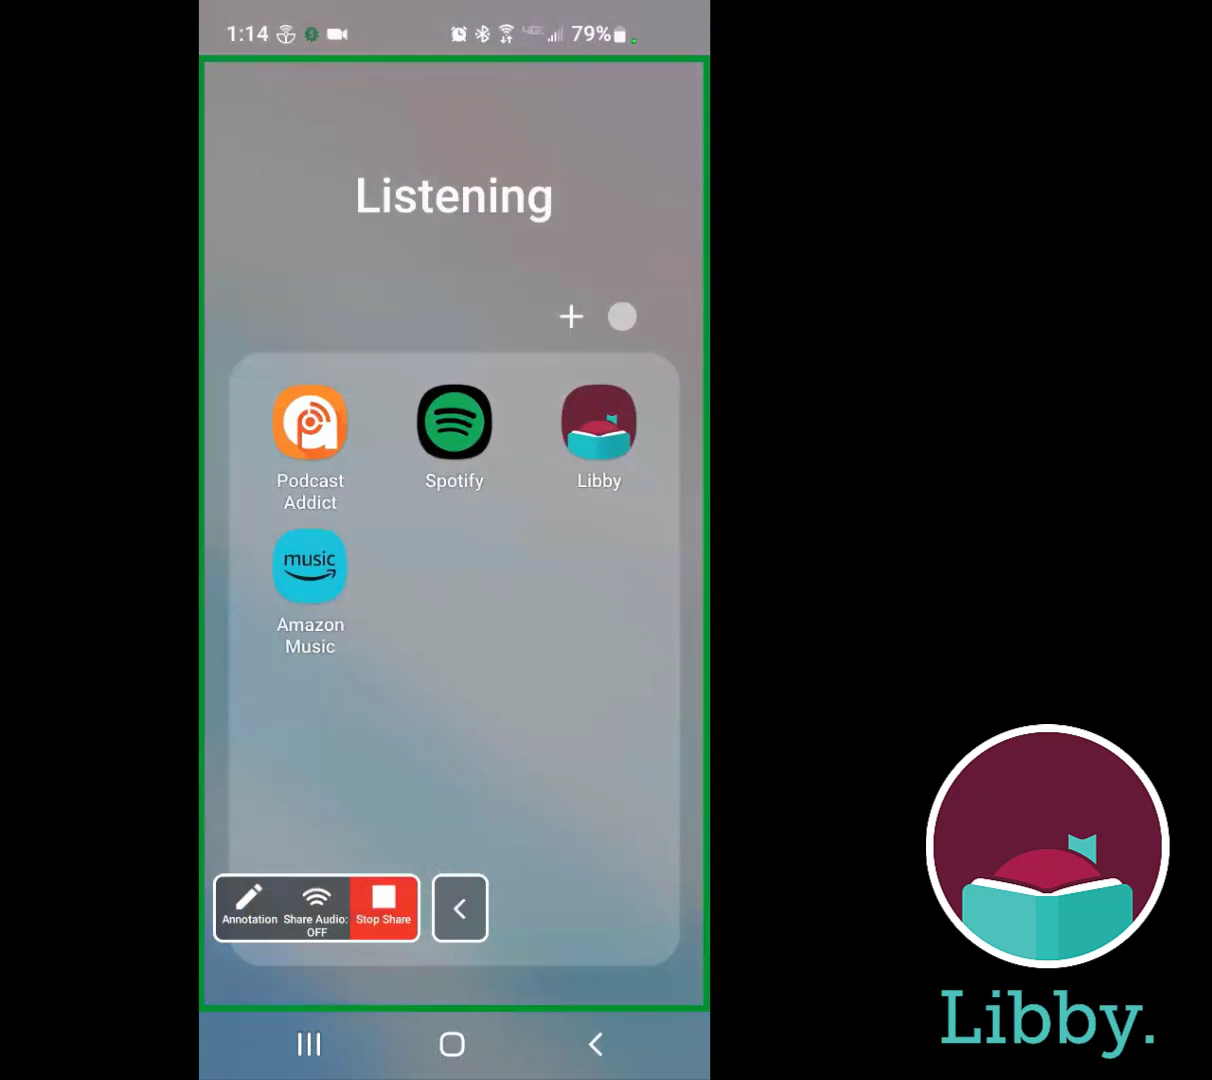 1:14
79%
Listening
Podcast
Addict
Spotify
Libby
music
Amazon
Music
Annotation
Share Audio:
OFF
Stop Share
Libby.